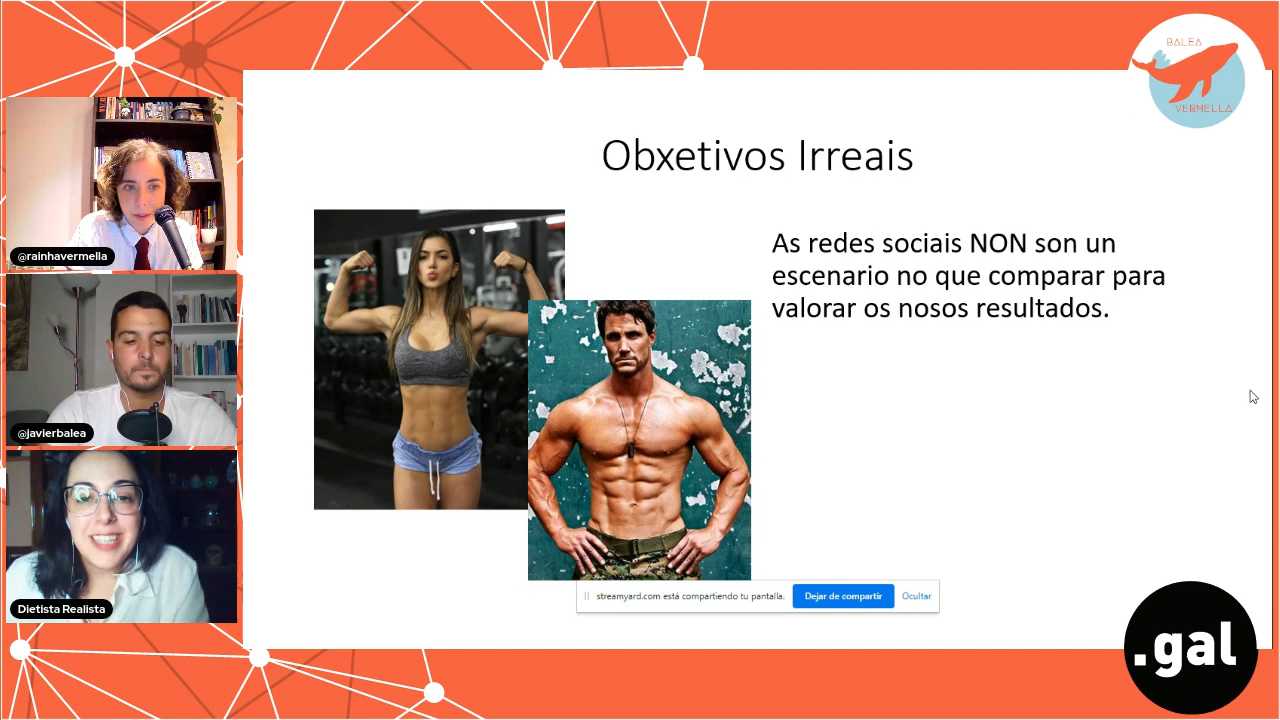 BALEA
VERMELLA
@rainhavermella
@javierbalea
Dietista Realista
Obxetivos Irreais
As redes sociais NON son un
escenario no que comparar para
valorar os nosos resultados.
streamyard.com está compartiendo tu pantalla.
Dejar de compartir
Ocultar
.gal